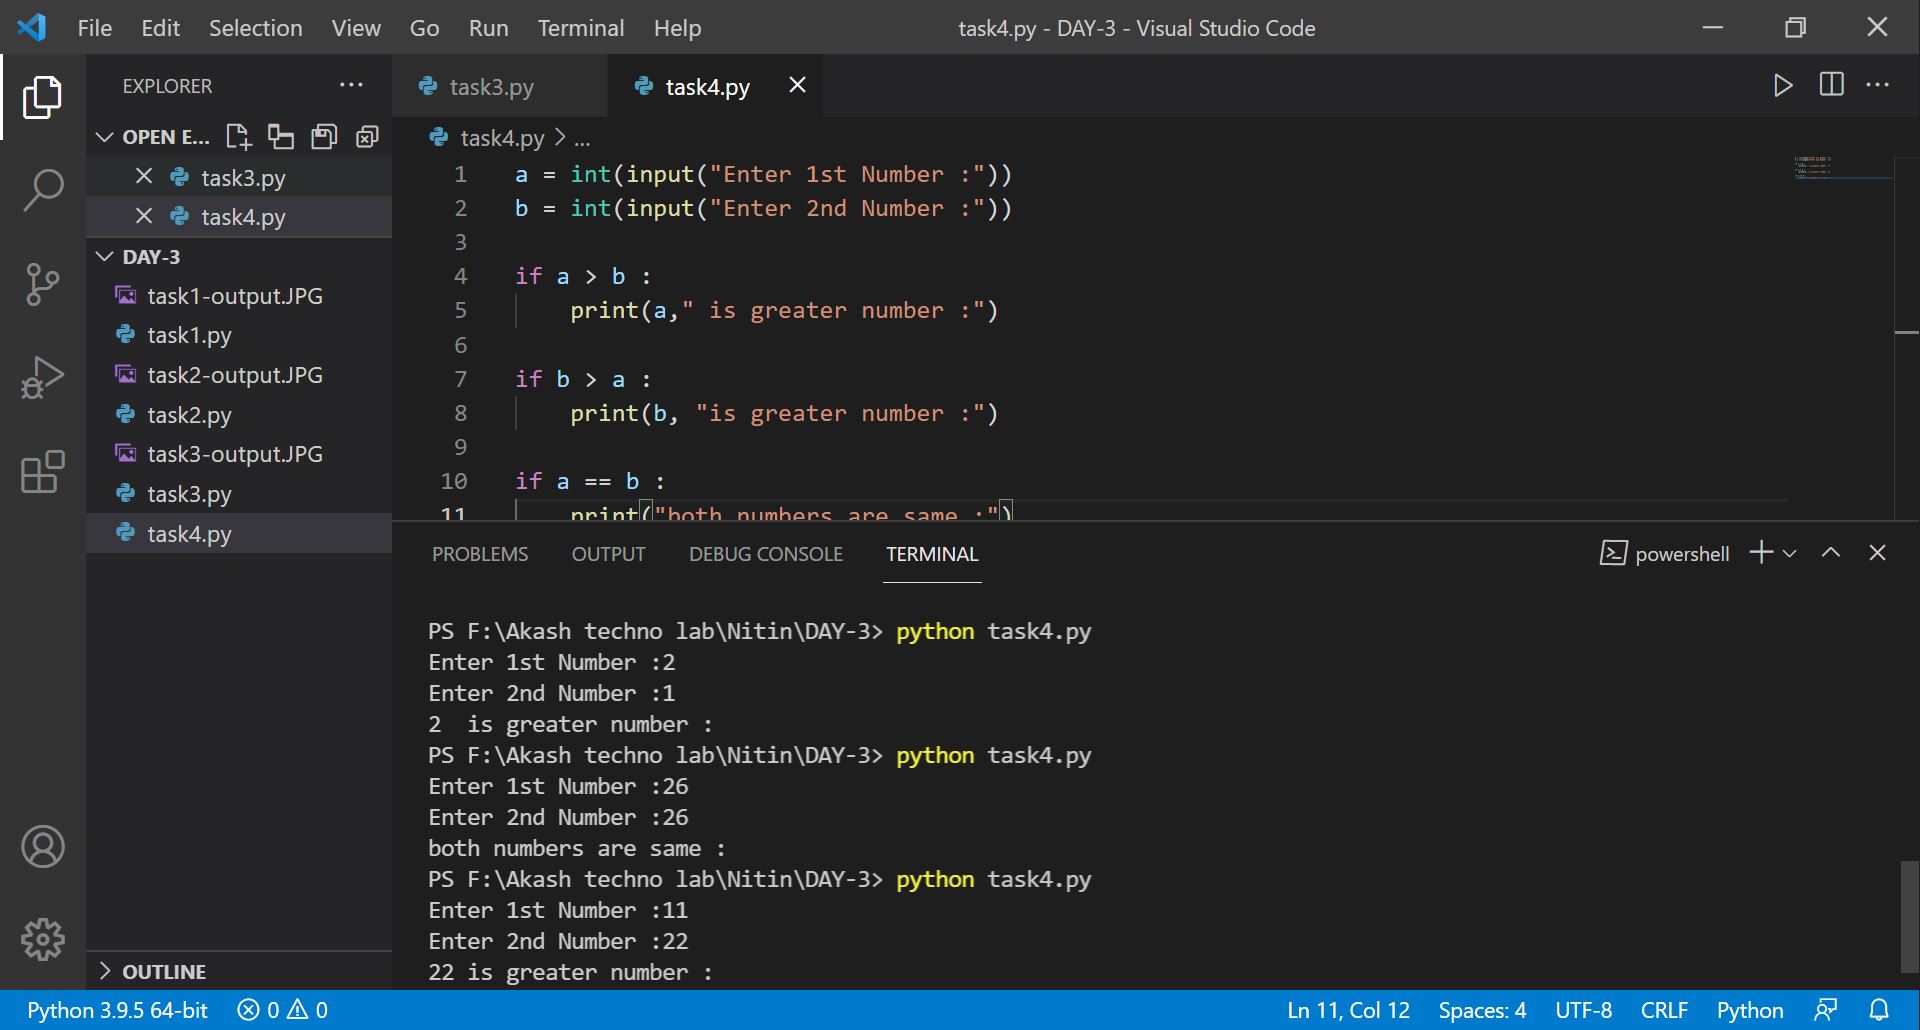 File Edit Selection View Go Run Terminal Help task4.py - DAY-3 - Visual Studio Code
EXPLORER
OPEN E...
task3.py
task4.py
DAY-3
task1-output.JPG
task1.py
task2-output.JPG
task2.py
task3-output.JPG
task3.py
task4.py
OUTLINE
task3.py task4.py
task4.py > ...
1 a = int(input("Enter 1st Number :"))
2 b = int(input("Enter 2nd Number :"))
3
4 if a > b :
5 print(a," is greater number :")
6
7 if b > a :
8 print(b, "is greater number :")
9
10 if a == b :
11 print("both numbers are same :")
PROBLEMS OUTPUT DEBUG CONSOLE TERMINAL powershell
PS F:\Akash techno lab\Nitin\DAY-3> python task4.py
Enter 1st Number :2
Enter 2nd Number :1
2  is greater number :
PS F:\Akash techno lab\Nitin\DAY-3> python task4.py
Enter 1st Number :26
Enter 2nd Number :26
both numbers are same :
PS F:\Akash techno lab\Nitin\DAY-3> python task4.py
Enter 1st Number :11
Enter 2nd Number :22
22 is greater number :
Python 3.9.5 64-bit 0 0 Ln 11, Col 12 Spaces: 4 UTF-8 CRLF Python